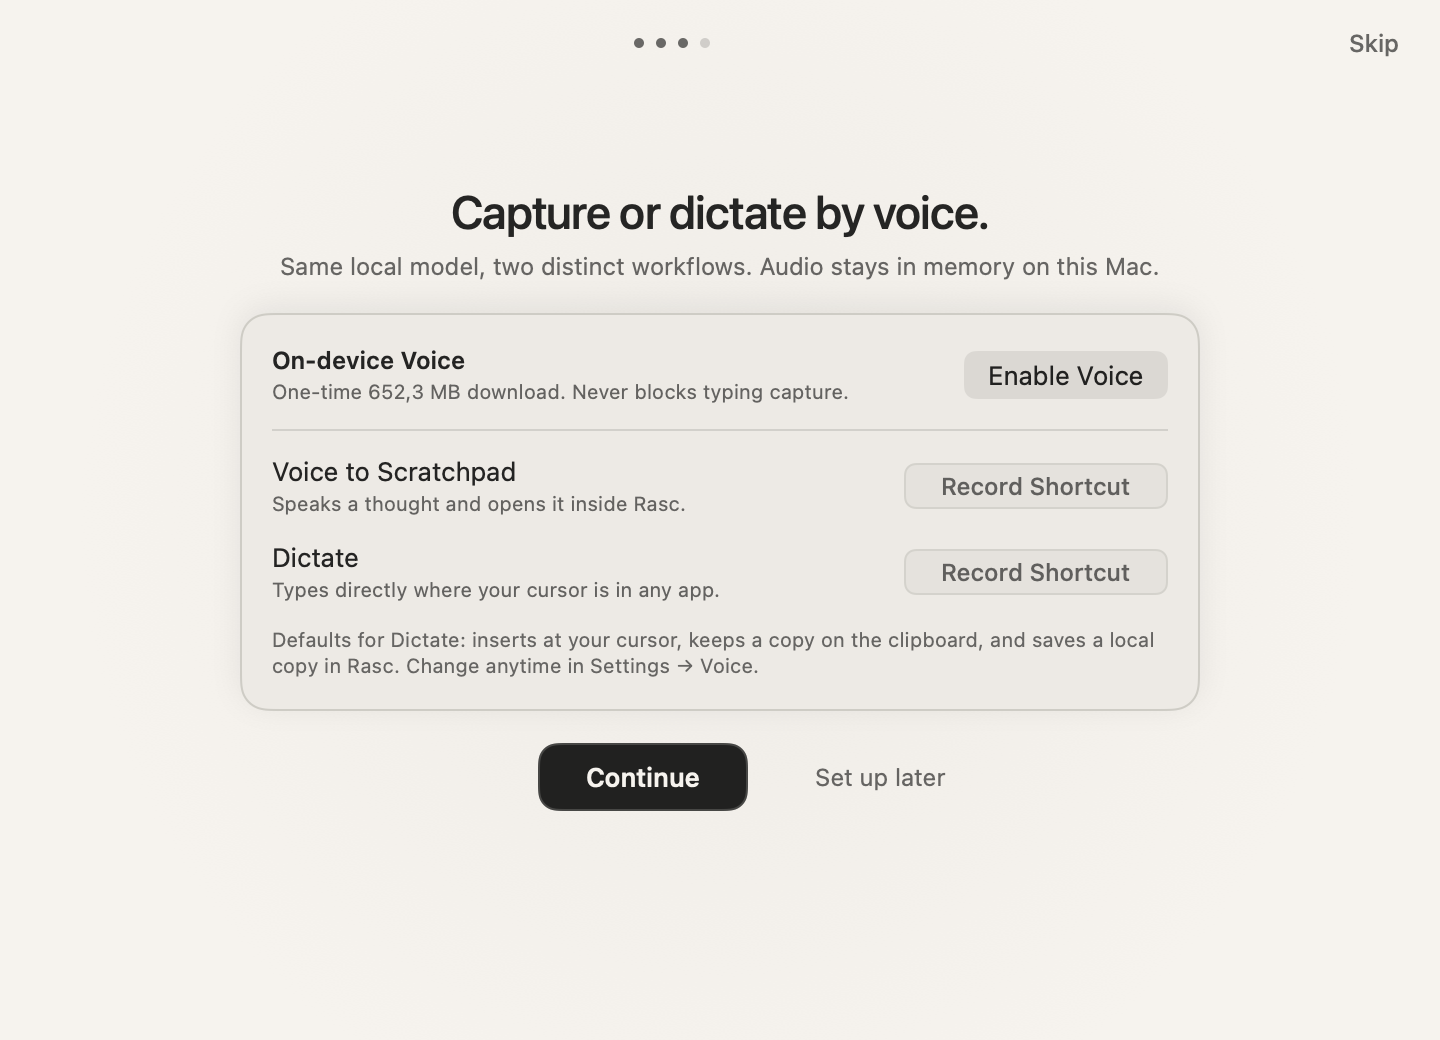 Skip
Capture or dictate by voice.
Same local model, two distinct workflows. Audio stays in memory on this Mac.
On-device Voice
One-time 652,3 MB download. Never blocks typing capture.
Enable Voice
Voice to Scratchpad
Speaks a thought and opens it inside Rasc.
Record Shortcut
Dictate
Types directly where your cursor is in any app.
Record Shortcut
Defaults for Dictate: inserts at your cursor, keeps a copy on the clipboard, and saves a local
copy in Rasc. Change anytime in Settings → Voice.
Continue
Set up later